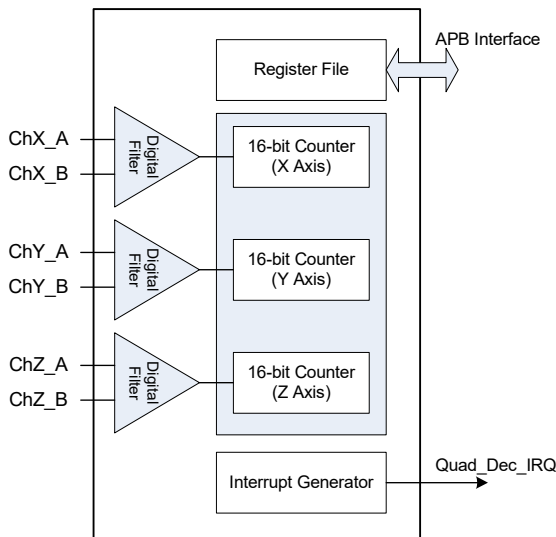 APB Interface
Register File
ChX_A
ChX_B
Digital
Filter
16-bit Counter
(X Axis)
ChY_A
ChY_B
Digital
Filter
16-bit Counter
(Y Axis)
ChZ_A
ChZ_B
Digital
Filter
16-bit Counter
(Z Axis)
Quad_Dec_IRQ
Interrupt Generator